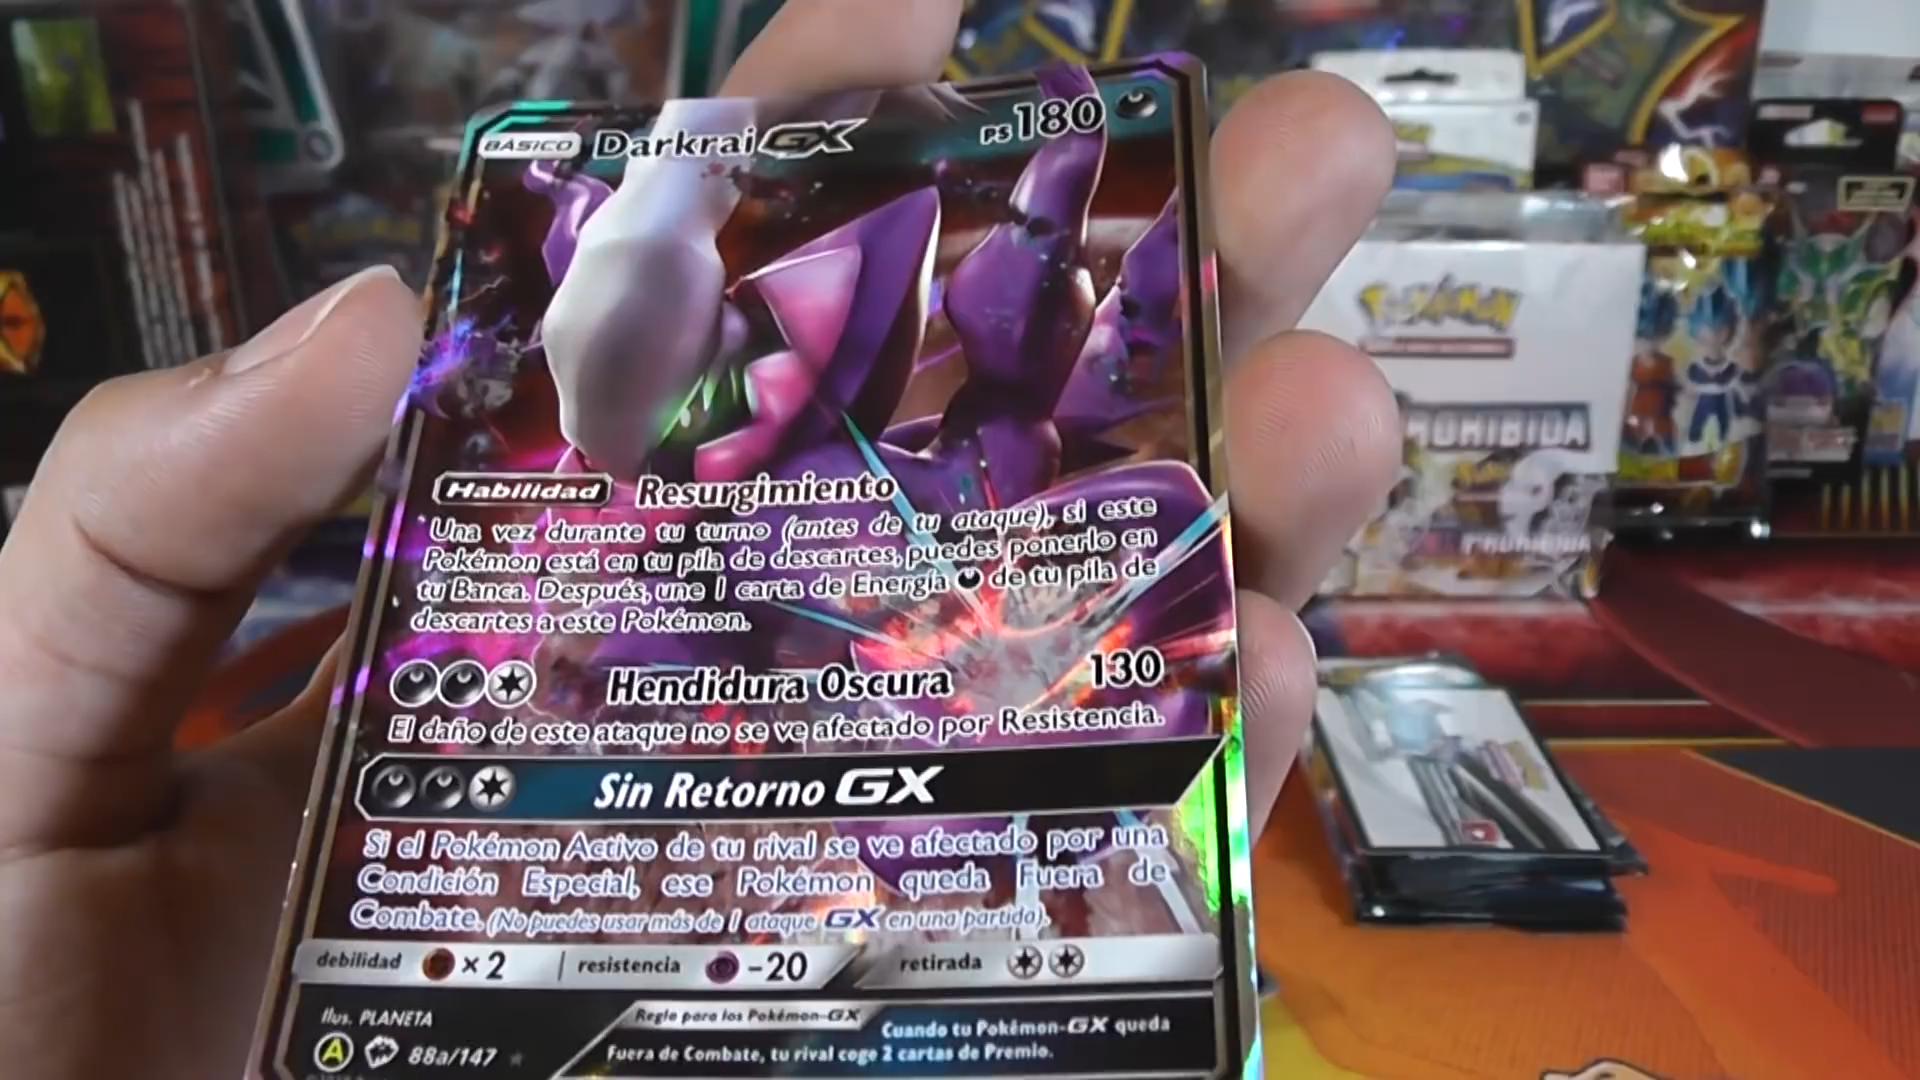 BÁSICO Darkrai GX PS 180
Habilidad Resurgimiento
Una vez durante tu turno (antes de tu ataque), si este
Pokémon está en tu pila de descartes, puedes ponerlo en
tu Banca. Después, une 1 carta de Energía de tu pila de
descartes a este Pokémon.
Hendidura Oscura 130
El daño de este ataque no se ve afectado por Resistencia.
Sin Retorno GX
Si el Pokémon Activo de tu rival se ve afectado por una
Condición Especial, ese Pokémon queda Fuera de
Combate. (No puedes usar más de 1 ataque GX en una partida).
debilidad ×2 resistencia -20 retirada
Ilus. PLANETA
Regla para los Pokémon-GX Cuando tu Pokémon-GX queda
Fuera de Combate, tu rival coge 2 cartas de Premio.
A 88a/147
POKÉMON
PROHIBIDA